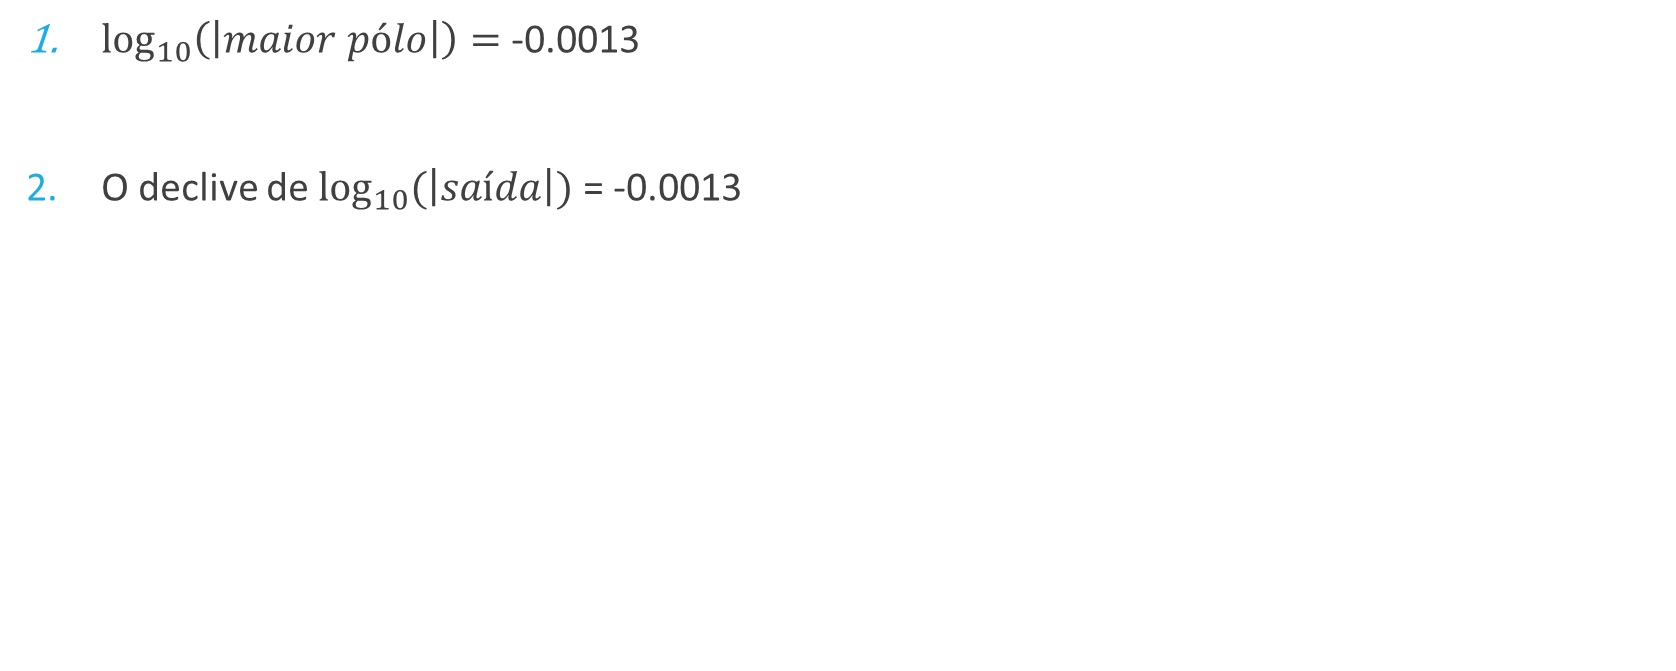 1. log₁₀(|maior pólo|) = -0.0013
2. O declive de log₁₀(|saída|) = -0.0013